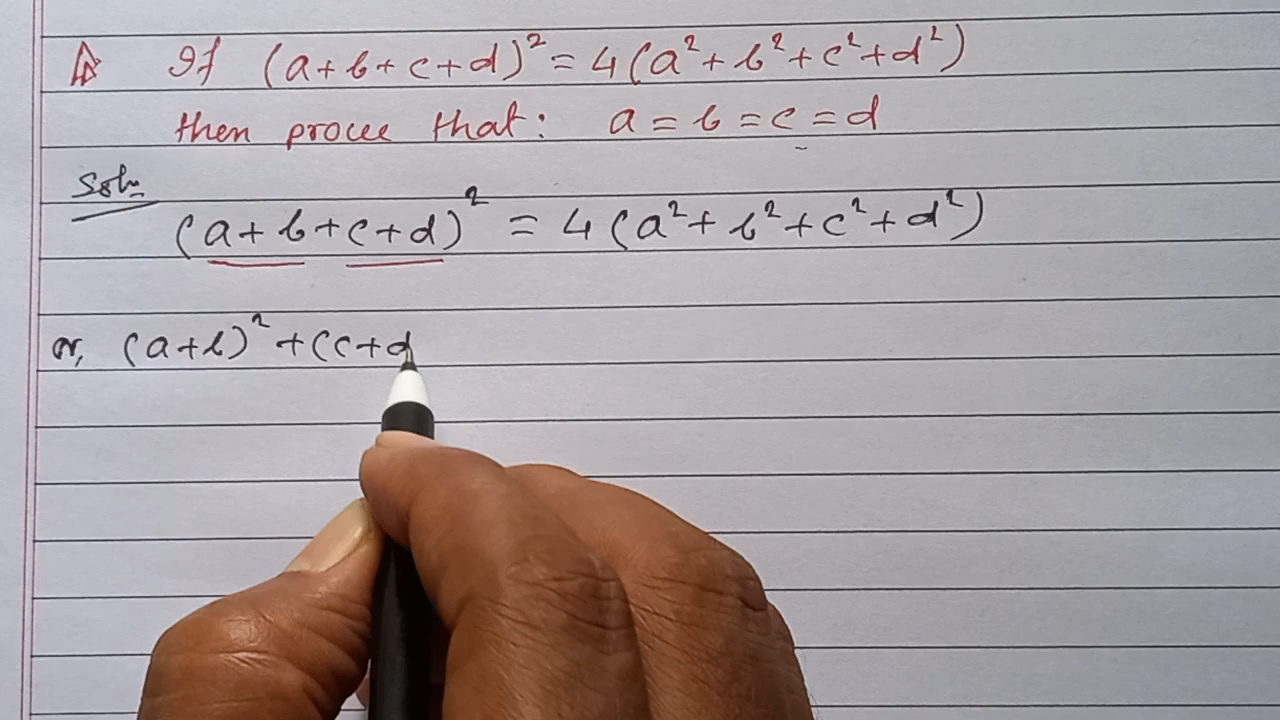 If (a+b+c+d)² = 4(a²+b²+c²+d²)
then prove that: a = b = c = d
Soln
(a+b+c+d)² = 4(a²+b²+c²+d²)
or, (a+b)² + (c+d